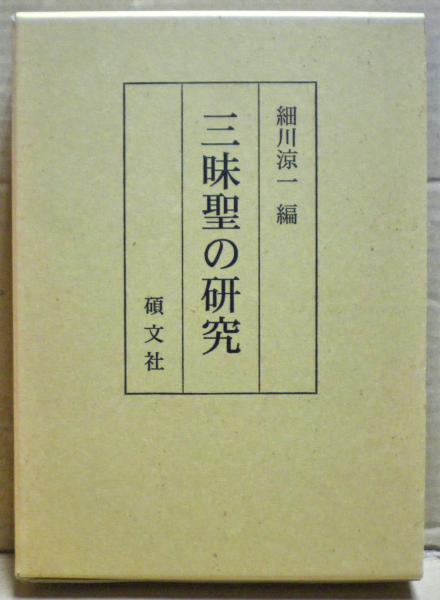 細川涼一 編
三昧聖の研究
碩文社